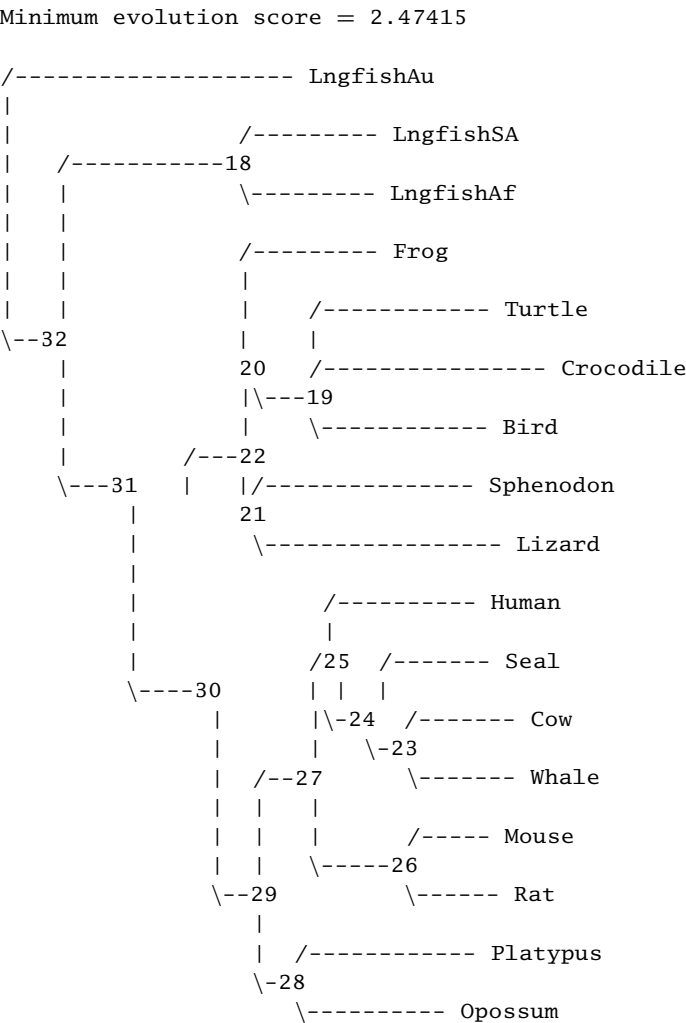 Minimum evolution score = 2.47415
/-------------------- LngfishAu
|
|                /--------- LngfishSA
|   /-----------18
|   |            \--------- LngfishAf
|   |
|   |            /--------- Frog
|   |            |
|   |            |    /------------ Turtle
\--32            |    |
    |            20   /---------------- Crocodile
    |            |\---19
    |            |    \------------ Bird
    |        /---22
    \---31   |   |/--------------- Sphenodon
         |       21
         |        \----------------- Lizard
         |
         |             /---------- Human
         |             |
         |            /25  /------- Seal
         \----30      | |  |
               |      |\-24  /------- Cow
               |      |   \-23
               |  /--27      \------- Whale
               |  |   |
               |  |   |      /----- Mouse
               |  |   \-----26
               \--29         \------ Rat
                  |
                  |  /------------ Platypus
                  \-28
                     \---------- Opossum